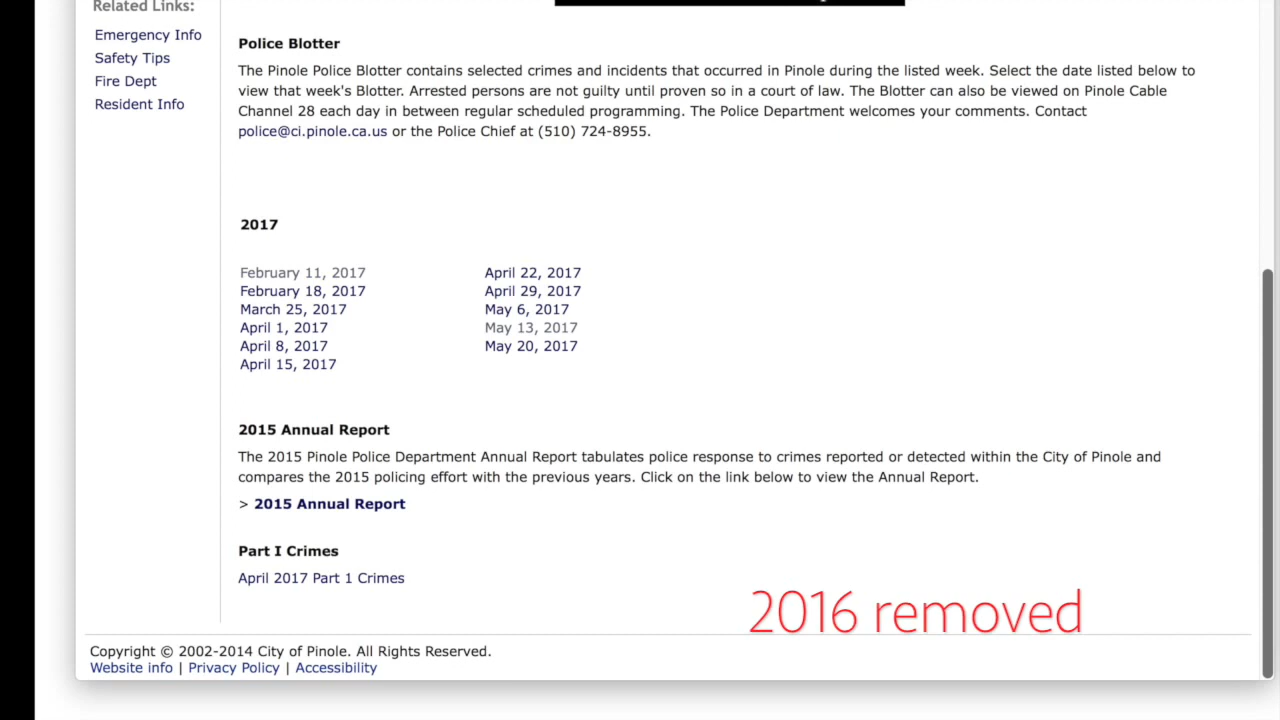 Related Links:
Emergency Info
Safety Tips
Fire Dept
Resident Info
Police Blotter
The Pinole Police Blotter contains selected crimes and incidents that occurred in Pinole during the listed week. Select the date listed below to
view that week's Blotter. Arrested persons are not guilty until proven so in a court of law. The Blotter can also be viewed on Pinole Cable
Channel 28 each day in between regular scheduled programming. The Police Department welcomes your comments. Contact
police@ci.pinole.ca.us or the Police Chief at (510) 724-8955.
2017
February 11, 2017
February 18, 2017
March 25, 2017
April 1, 2017
April 8, 2017
April 15, 2017
April 22, 2017
April 29, 2017
May 6, 2017
May 13, 2017
May 20, 2017
2015 Annual Report
The 2015 Pinole Police Department Annual Report tabulates police response to crimes reported or detected within the City of Pinole and
compares the 2015 policing effort with the previous years. Click on the link below to view the Annual Report.
> 2015 Annual Report
Part I Crimes
April 2017 Part 1 Crimes
2016 removed
Copyright © 2002-2014 City of Pinole. All Rights Reserved.
Website info | Privacy Policy | Accessibility